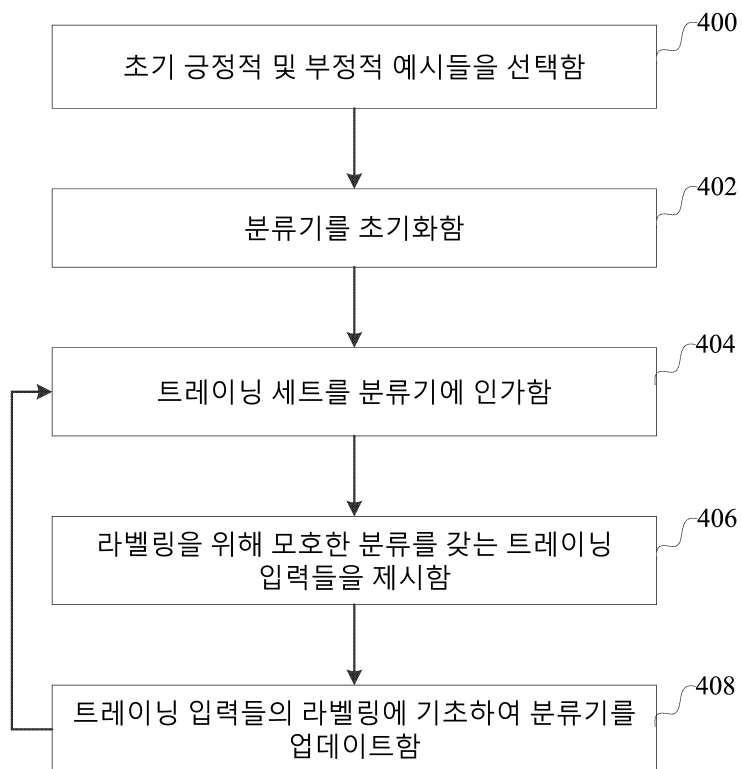 400
초기 긍정적 및 부정적 예시들을 선택함
402
분류기를 초기화함
404
트레이닝 세트를 분류기에 인가함
406
라벨링을 위해 모호한 분류를 갖는 트레이닝
입력들을 제시함
408
트레이닝 입력들의 라벨링에 기초하여 분류기를
업데이트함